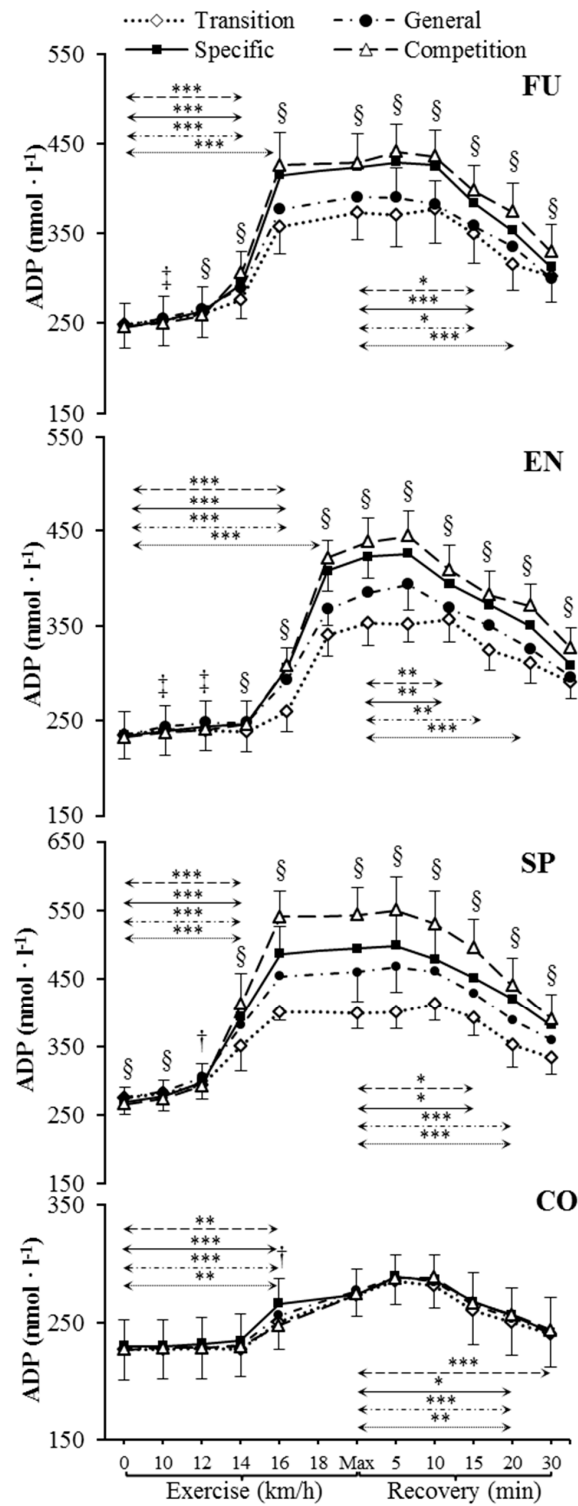 Transition General
Specific Competition
FU
550
450
350
250
150
ADP (nmol · l-1)
***
***
***
***
§ § § § § § §
‡ § §
*
***
*
***
EN
550
450
350
250
150
ADP (nmol · l-1)
***
***
***
***
§ § § § § § §
‡ ‡ § §
**
**
**
***
SP
650
550
450
350
250
150
ADP (nmol · l-1)
***
***
***
***
§ § § § § § §
§ § † §
*
*
***
***
CO
350
250
150
ADP (nmol · l-1)
**
***
***
**
†
***
*
***
**
0 10 12 14 16 18 Max 5 10 15 20 30
Exercise (km/h) Recovery (min)